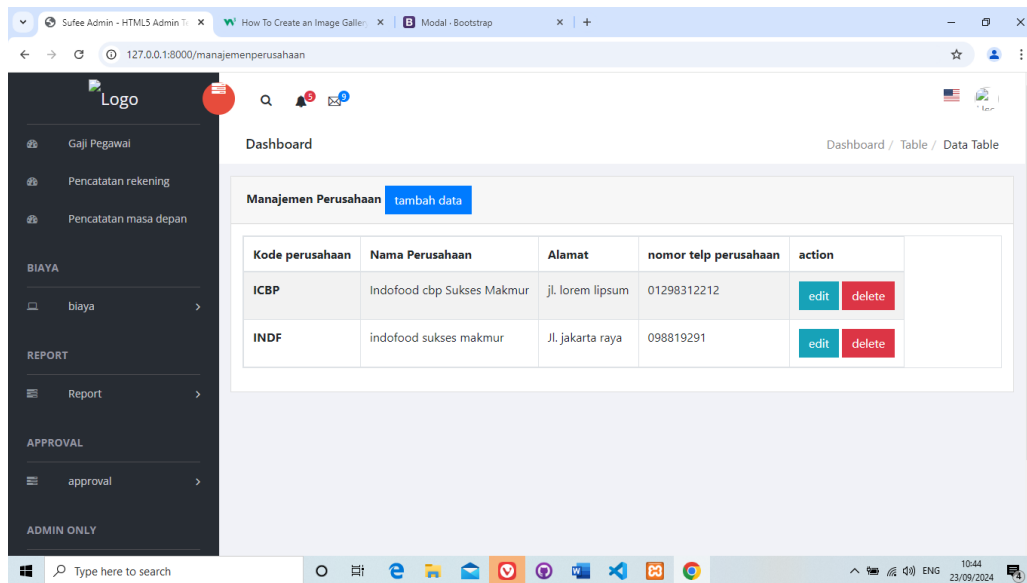 Sufee Admin - HTML5 Admin Te
How To Create an Image Gallery
Modal · Bootstrap
127.0.0.1:8000/manajemenperusahaan
Logo
5
9
Gaji Pegawai
Pencatatan rekening
Pencatatan masa depan
BIAYA
biaya
REPORT
Report
APPROVAL
approval
ADMIN ONLY
Dashboard
Dashboard / Table / Data Table
Manajemen Perusahaan tambah data
Kode perusahaan Nama Perusahaan Alamat nomor telp perusahaan action
ICBP Indofood cbp Sukses Makmur jl. lorem lipsum 01298312212 edit delete
INDF indofood sukses makmur Jl. jakarta raya 098819291 edit delete
Type here to search
ENG
10:44
23/09/2024